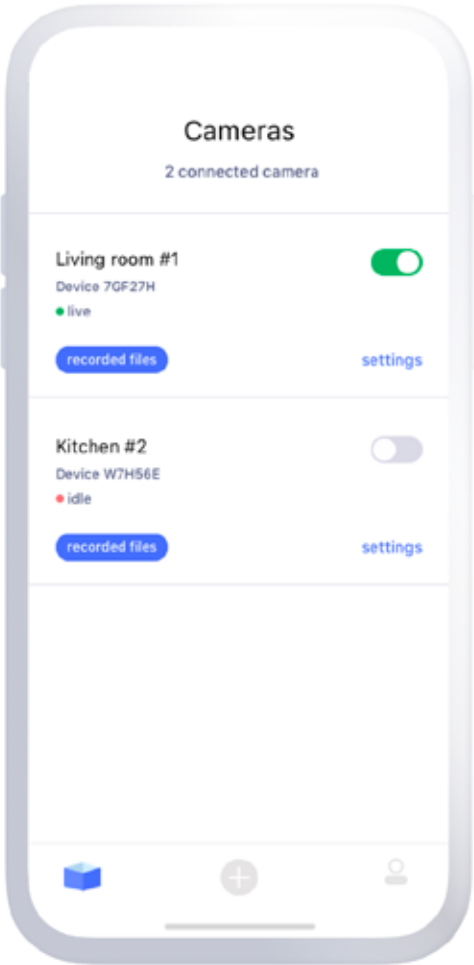 Cameras
2 connected camera
Living room #1
Device 7GF27H
live
recorded files
settings
Kitchen #2
Device W7H56E
idle
recorded files
settings